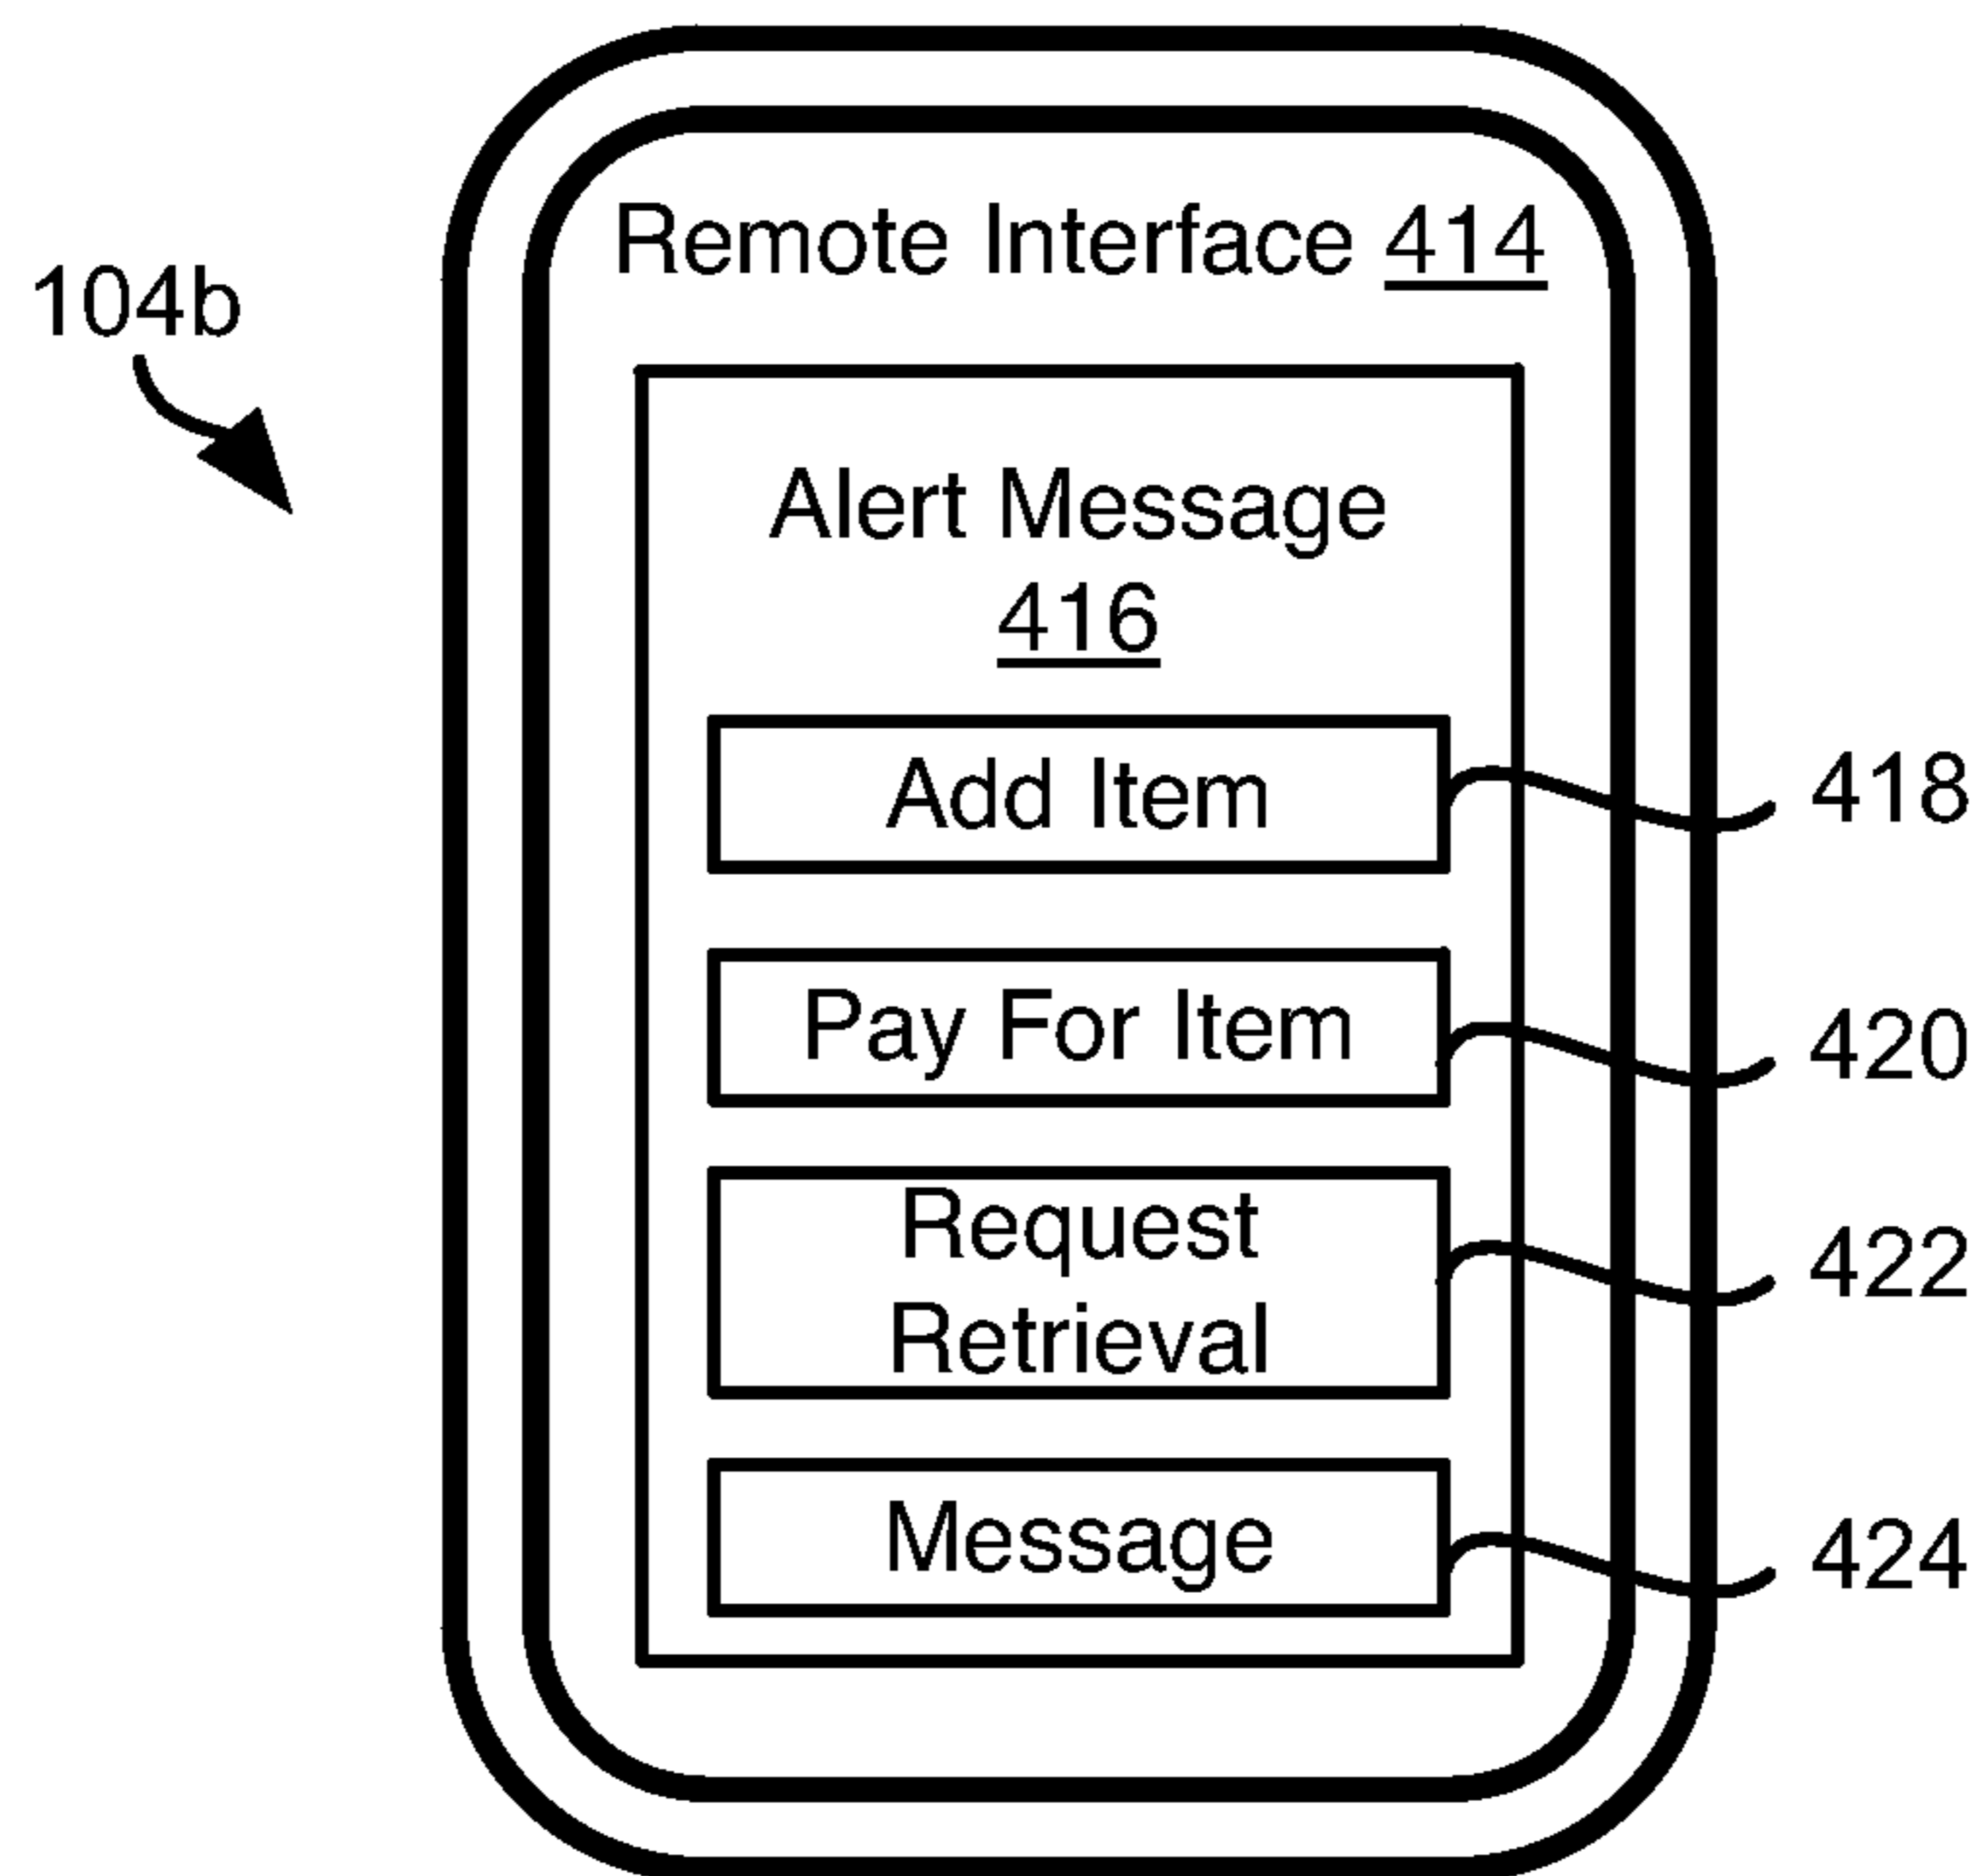 Remote Interface 414
104b
Alert Message
416
Add Item
418
Pay For Item
420
Request
Retrieval
422
Message
424